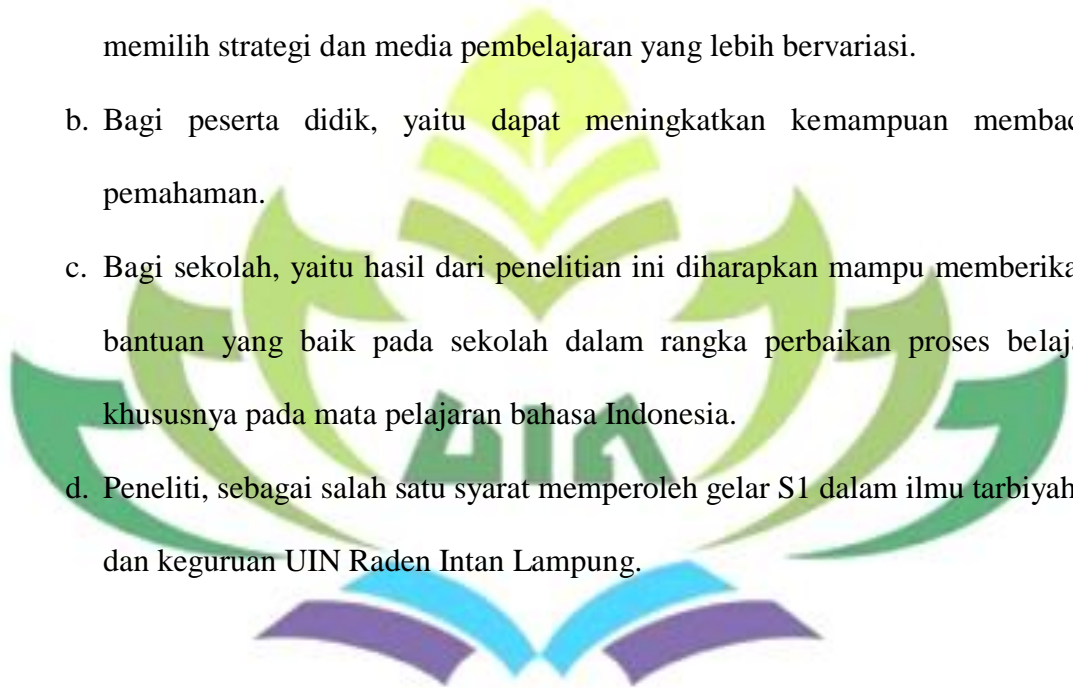 memilih strategi dan media pembelajaran yang lebih bervariasi.
b. Bagi peserta didik, yaitu dapat meningkatkan kemampuan membac
pemahaman.
c. Bagi sekolah, yaitu hasil dari penelitian ini diharapkan mampu memberika
bantuan yang baik pada sekolah dalam rangka perbaikan proses belaja
khususnya pada mata pelajaran bahasa Indonesia.
UIN
d. Peneliti, sebagai salah satu syarat memperoleh gelar S1 dalam ilmu tarbiyah
dan keguruan UIN Raden Intan Lampung.